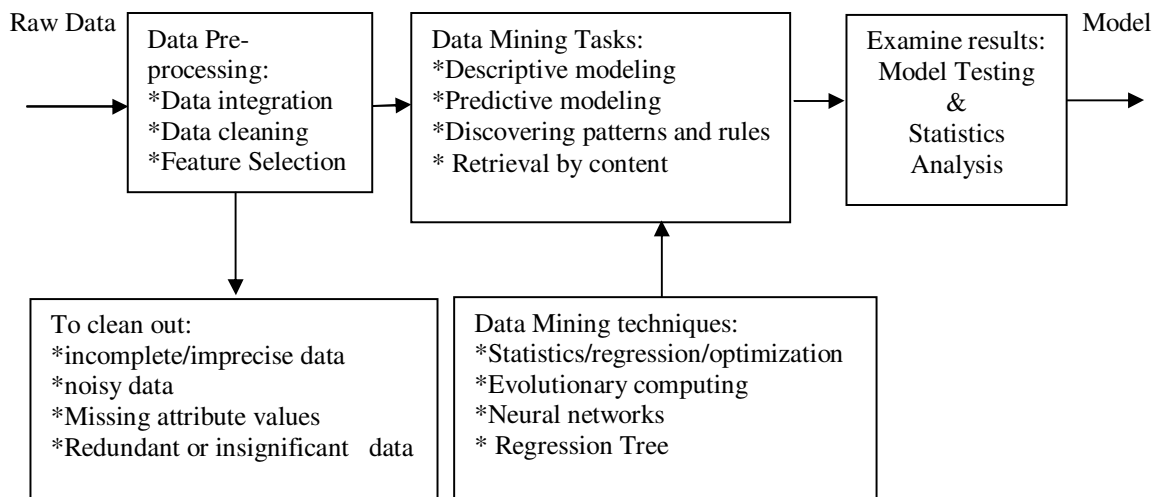 Raw Data
Data Pre-
processing:
*Data integration
*Data cleaning
*Feature Selection
Data Mining Tasks:
*Descriptive modeling
*Predictive modeling
*Discovering patterns and rules
* Retrieval by content
Examine results:
Model Testing
&
Statistics
Analysis
Model
To clean out:
*incomplete/imprecise data
*noisy data
*Missing attribute values
*Redundant or insignificant data
Data Mining techniques:
*Statistics/regression/optimization
*Evolutionary computing
*Neural networks
* Regression Tree